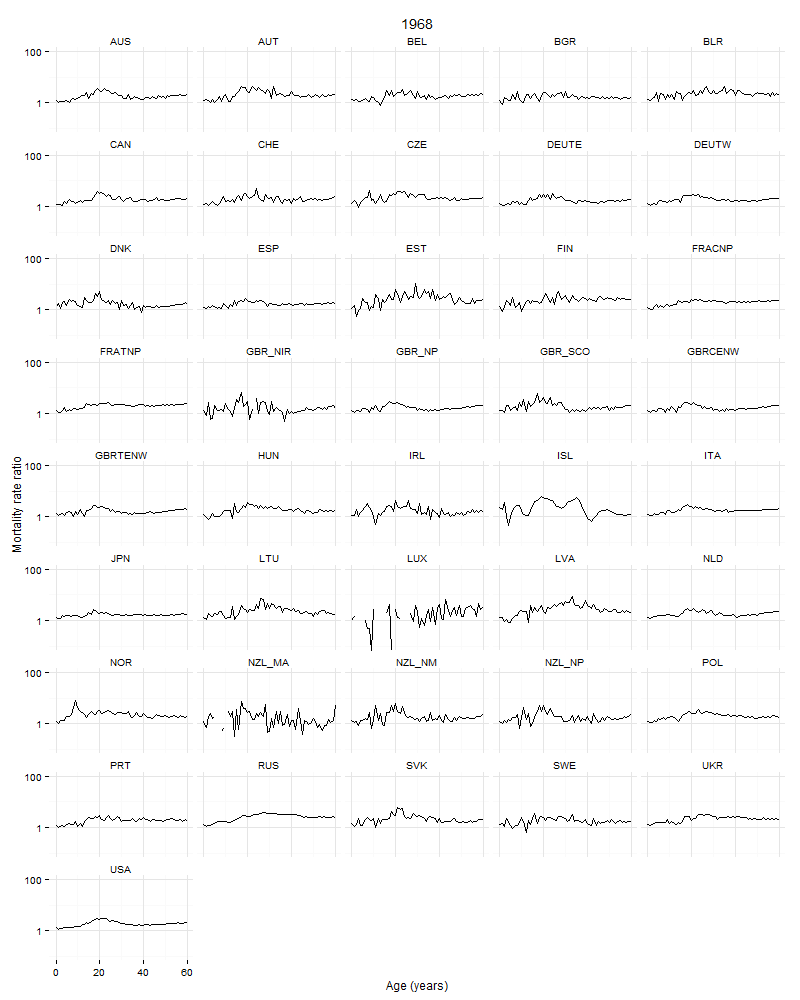 1968
AUS AUT BEL BGR BLR
100
1
CAN CHE CZE DEUTE DEUTW
100
1
DNK ESP EST FIN FRACNP
100
1
FRATNP GBR_NIR GBR_NP GBR_SCO GBRCENW
100
1
GBRTENW HUN IRL ISL ITA
100
1
JPN LTU LUX LVA NLD
100
1
NOR NZL_MA NZL_NM NZL_NP POL
100
1
PRT RUS SVK SWE UKR
100
1
USA
100
1
0 20 40 60
Age (years)
Mortality rate ratio